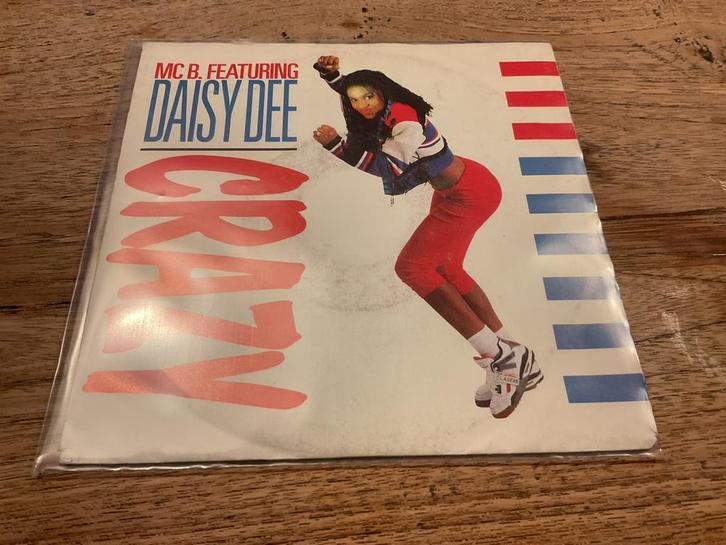 MC B. FEATURING
DAISY DEE
CRAZY